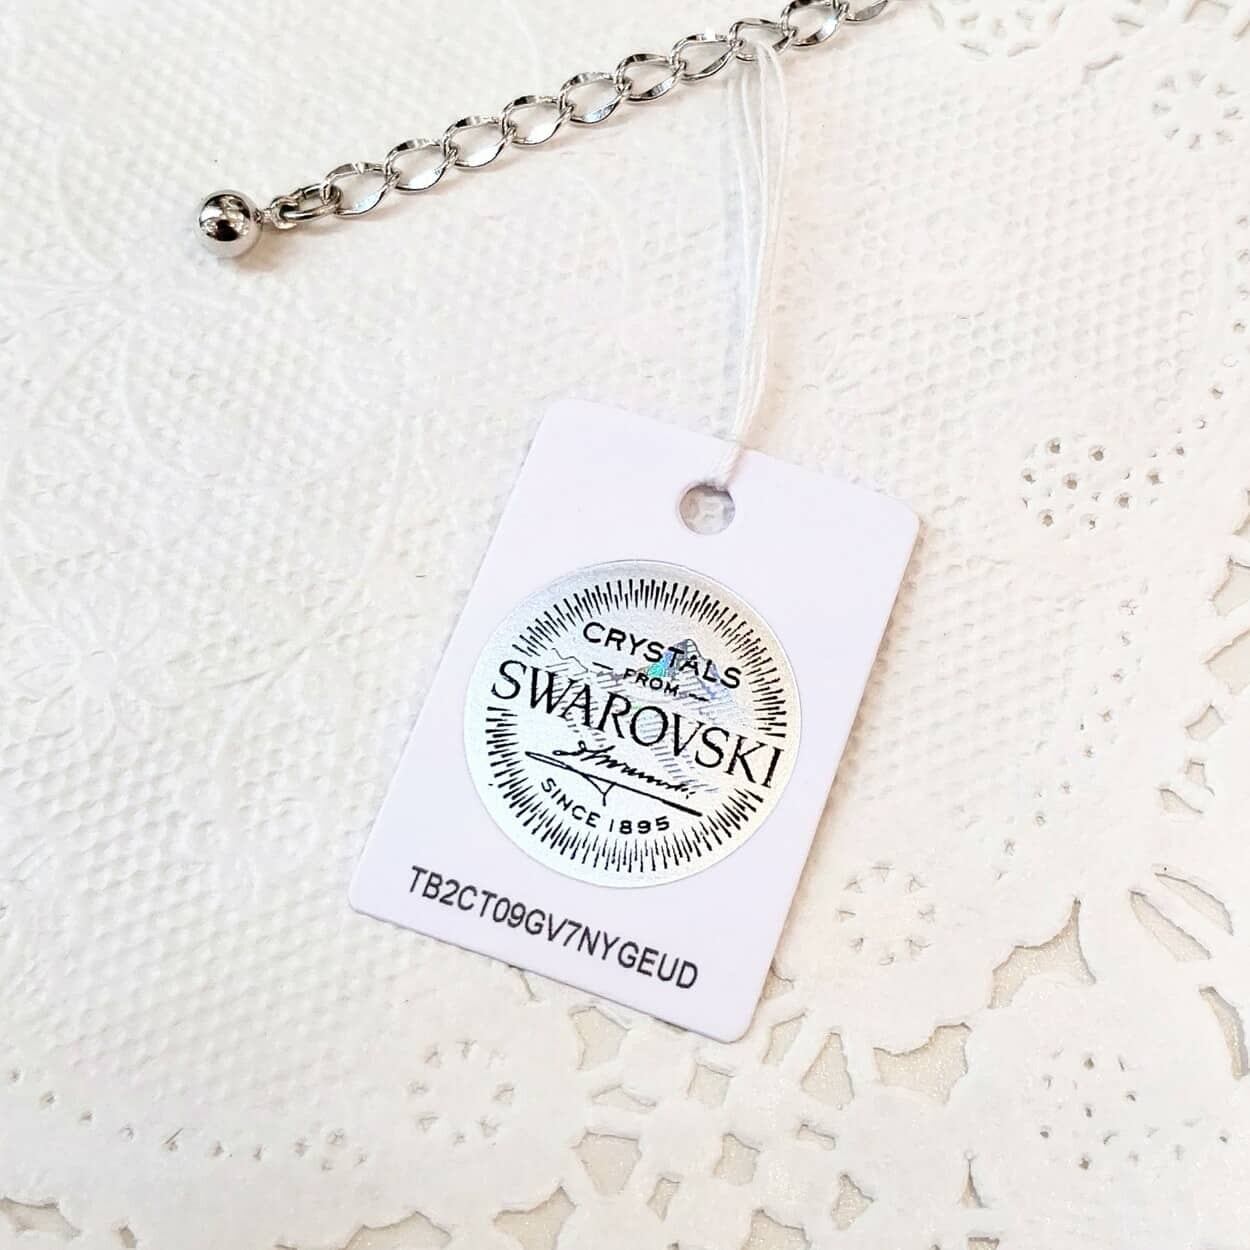 CRYSTALS
FROM
SWAROVSKI
SINCE 1895
TB2CT09GV7NYGEUD